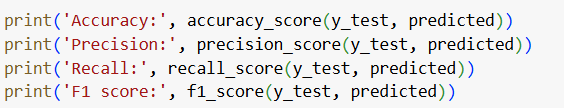 print('Accuracy:', accuracy_score(y_test, predicted))
print('Precision:', precision_score(y_test, predicted))
print('Recall:', recall_score(y_test, predicted))
print('F1 score:', f1_score(y_test, predicted))